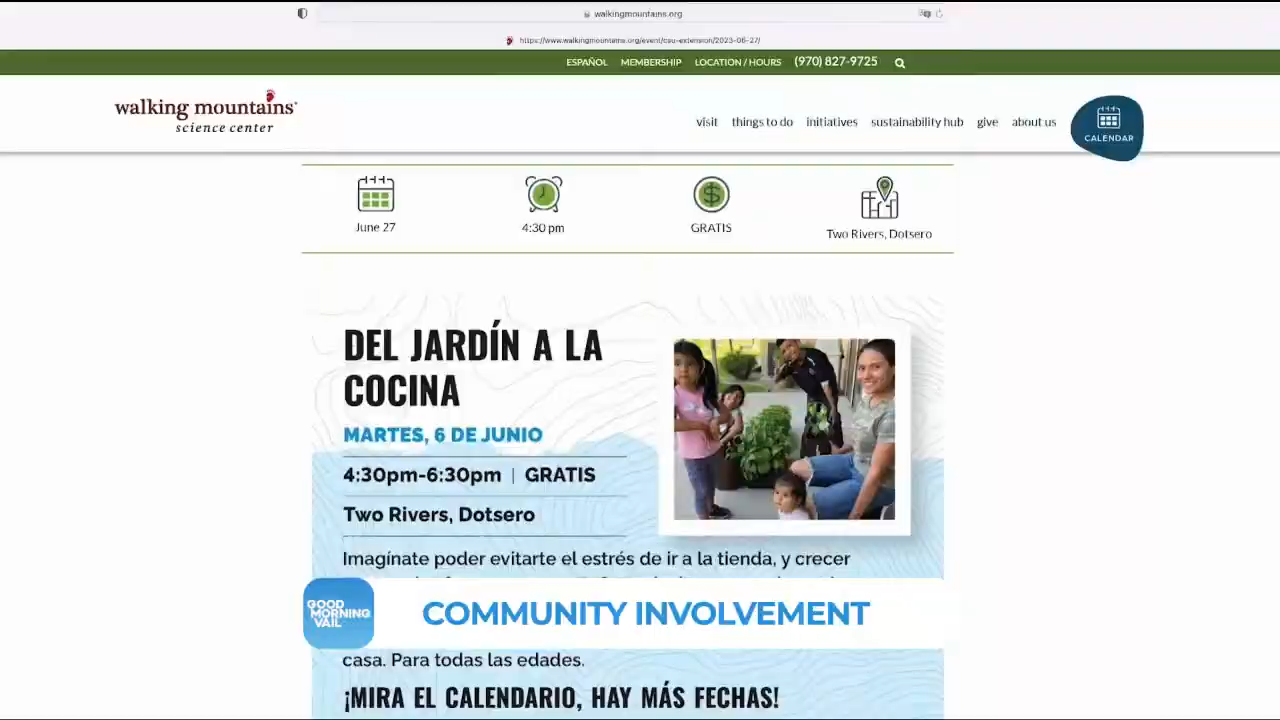 walkingmountains.org
https://www.walkingmountains.org/event/csu-extension/2023-06-27/
ESPAÑOL MEMBERSHIP LOCATION / HOURS (970) 827-9725
walking mountains
science center
visit things to do initiatives sustainability hub give about us
CALENDAR
June 27
4:30 pm
GRATIS
Two Rivers, Dotsero
DEL JARDÍN A LA
COCINA
MARTES, 6 DE JUNIO
4:30pm-6:30pm | GRATIS
Two Rivers, Dotsero
Imagínate poder evitarte el estrés de ir a la tienda, y crecer
GOOD
MORNING
VAIL
COMMUNITY INVOLVEMENT
casa. Para todas las edades.
¡MIRA EL CALENDARIO, HAY MÁS FECHAS!